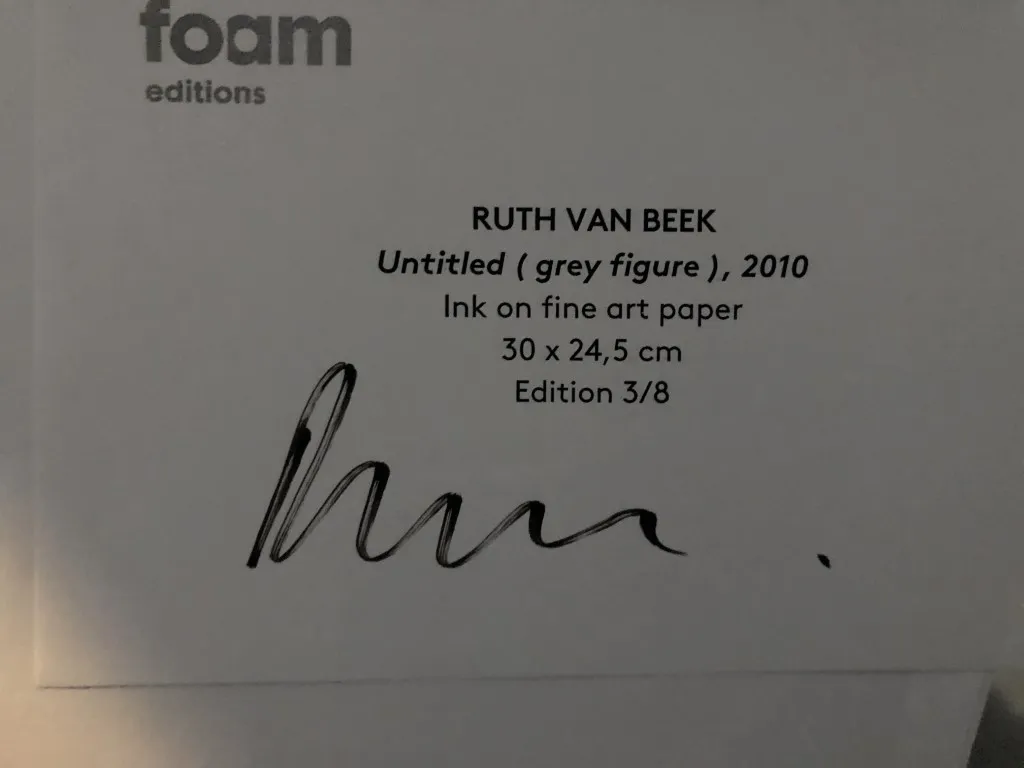 foam
editions
RUTH VAN BEEK
Untitled ( grey figure ), 2010
Ink on fine art paper
30 x 24,5 cm
Edition 3/8